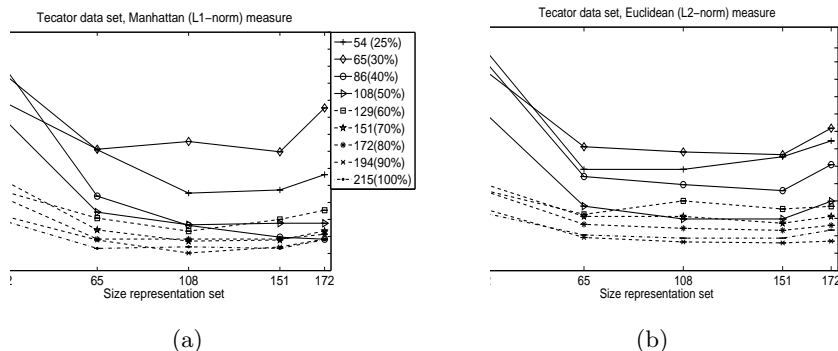 Tecator data set, Manhattan (L1−norm) measure
54 (25%)
65(30%)
86(40%)
108(50%)
129(60%)
151(70%)
172(80%)
194(90%)
215(100%)
65 108 151 172
Size representation set
(a)
Tecator data set, Euclidean (L2−norm) measure
65 108 151 172
Size representation set
(b)